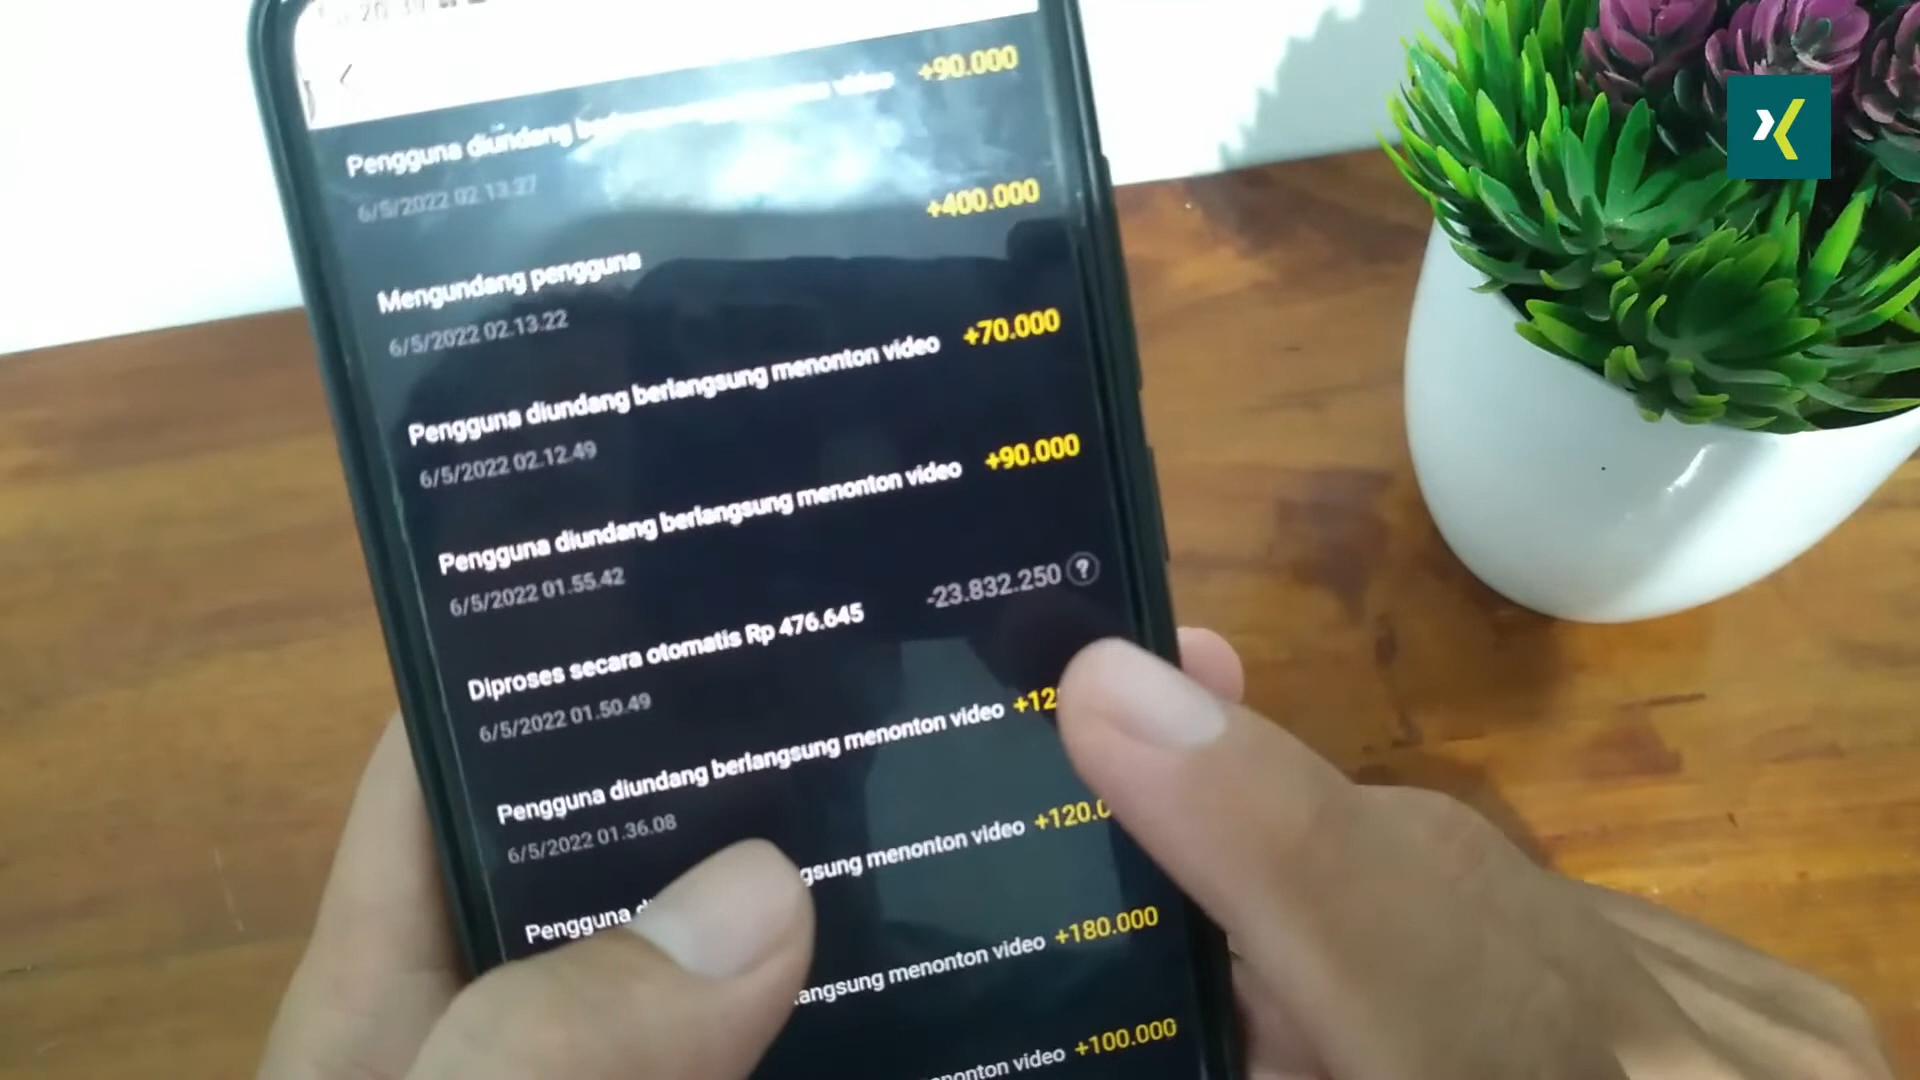 +90.000
Pengguna diundang video
6/5/2022 02.13.27
+400.000
Mengundang pengguna
6/5/2022 02.13.22
+70.000
Pengguna diundang berlangsung menonton video
6/5/2022 02.12.49
+90.000
Pengguna diundang berlangsung menonton video
6/5/2022 01.55.42
-23.832.250 ?
Diproses secara otomatis Rp 476.645
6/5/2022 01.50.49
Pengguna diundang berlangsung menonton video
6/5/2022 01.36.08
Pengguna menonton video
menonton video +180.000
video +100.000